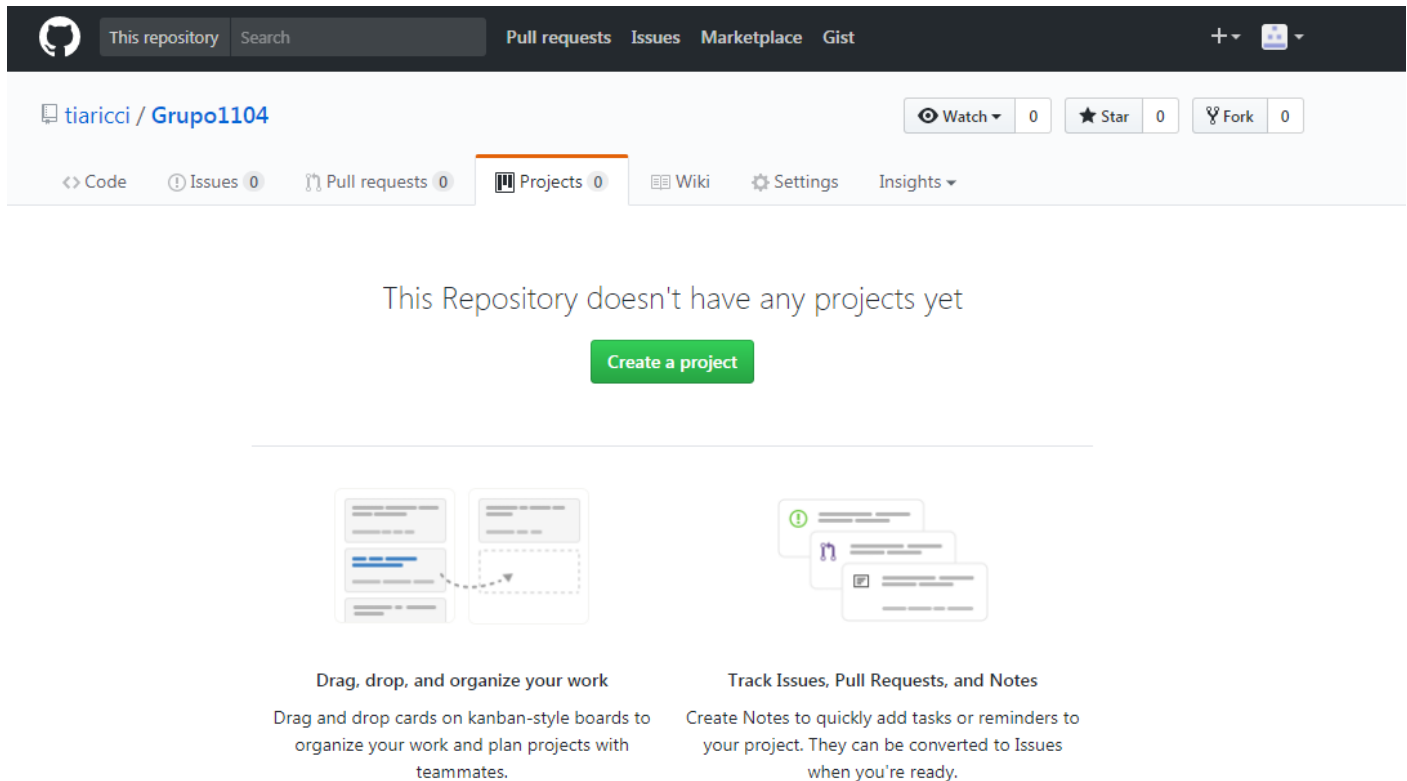 This repository Search Pull requests Issues Marketplace Gist
tiaricci / Grupo1104 Watch 0 Star 0 Fork 0
Code Issues 0 Pull requests 0 Projects 0 Wiki Settings Insights
This Repository doesn't have any projects yet
Create a project
Drag, drop, and organize your work
Drag and drop cards on kanban-style boards to
organize your work and plan projects with
teammates.
Track Issues, Pull Requests, and Notes
Create Notes to quickly add tasks or reminders to
your project. They can be converted to Issues
when you're ready.